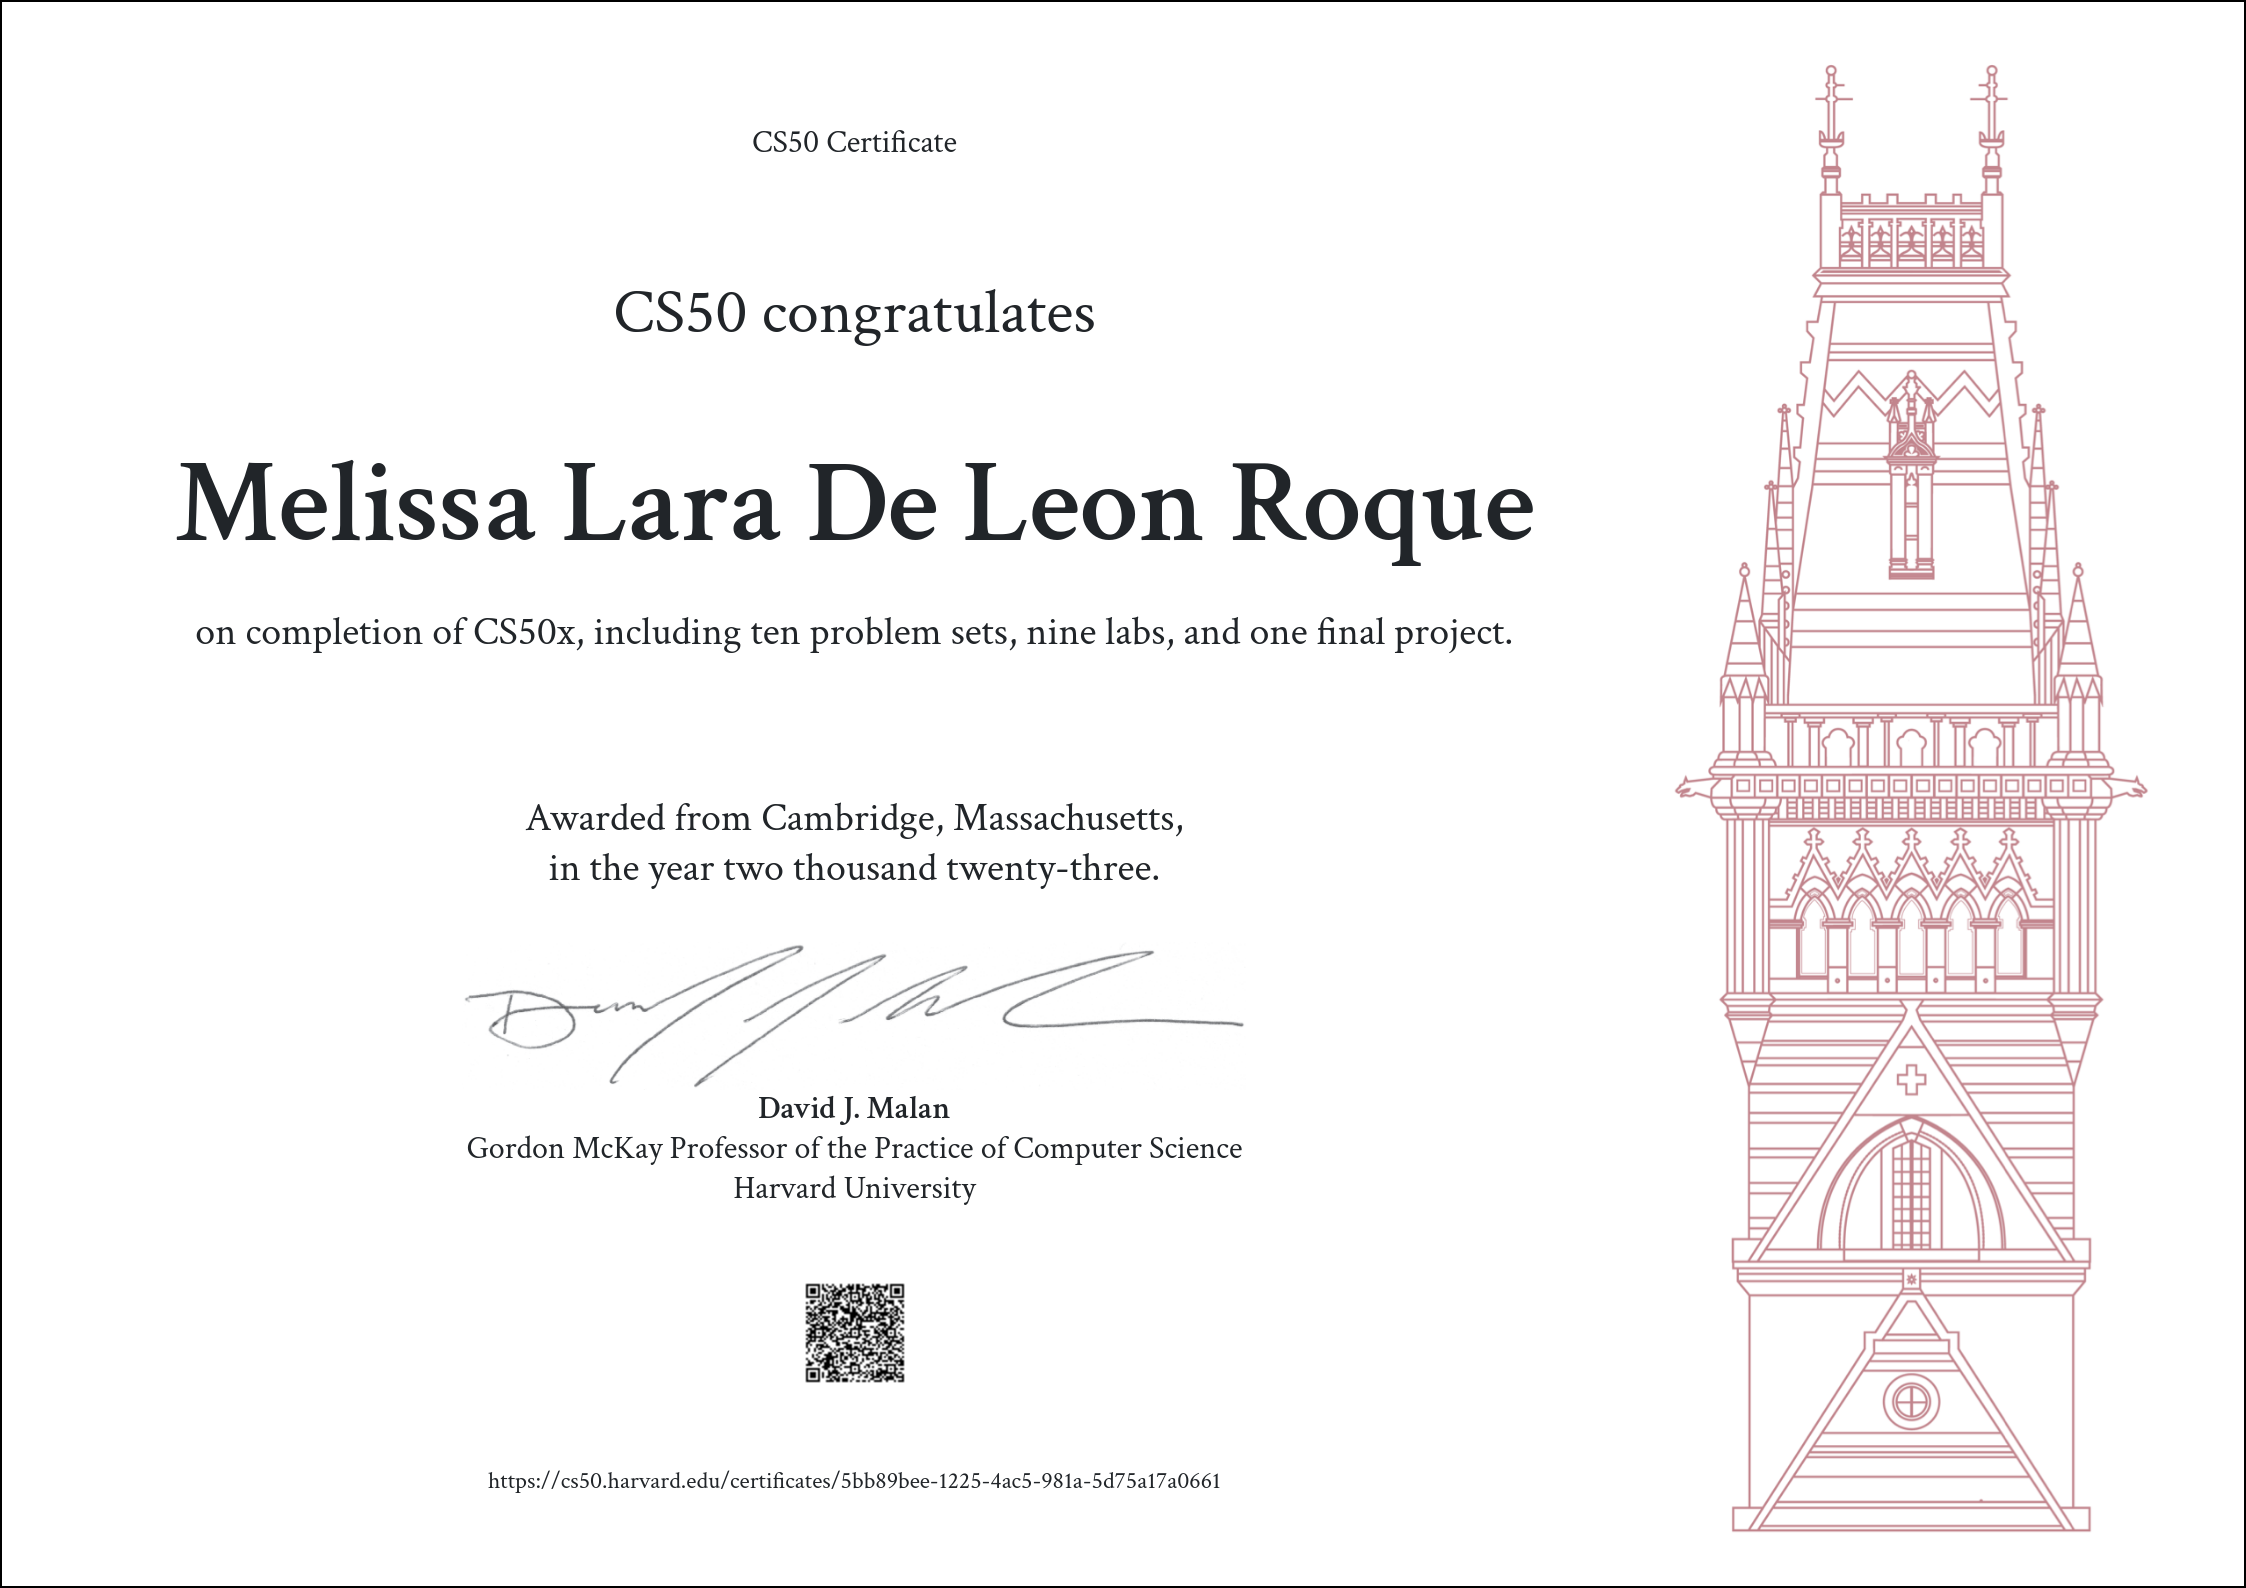 CS50 Certificate
CS50 congratulates
Melissa Lara De Leon Roque
on completion of CS50x, including ten problem sets, nine labs, and one final project.
Awarded from Cambridge, Massachusetts,
in the year two thousand twenty-three.
David J. Malan
Gordon McKay Professor of the Practice of Computer Science
Harvard University
https://cs50.harvard.edu/certificates/5bb89bee-1225-4ac5-981a-5d75a17a0661